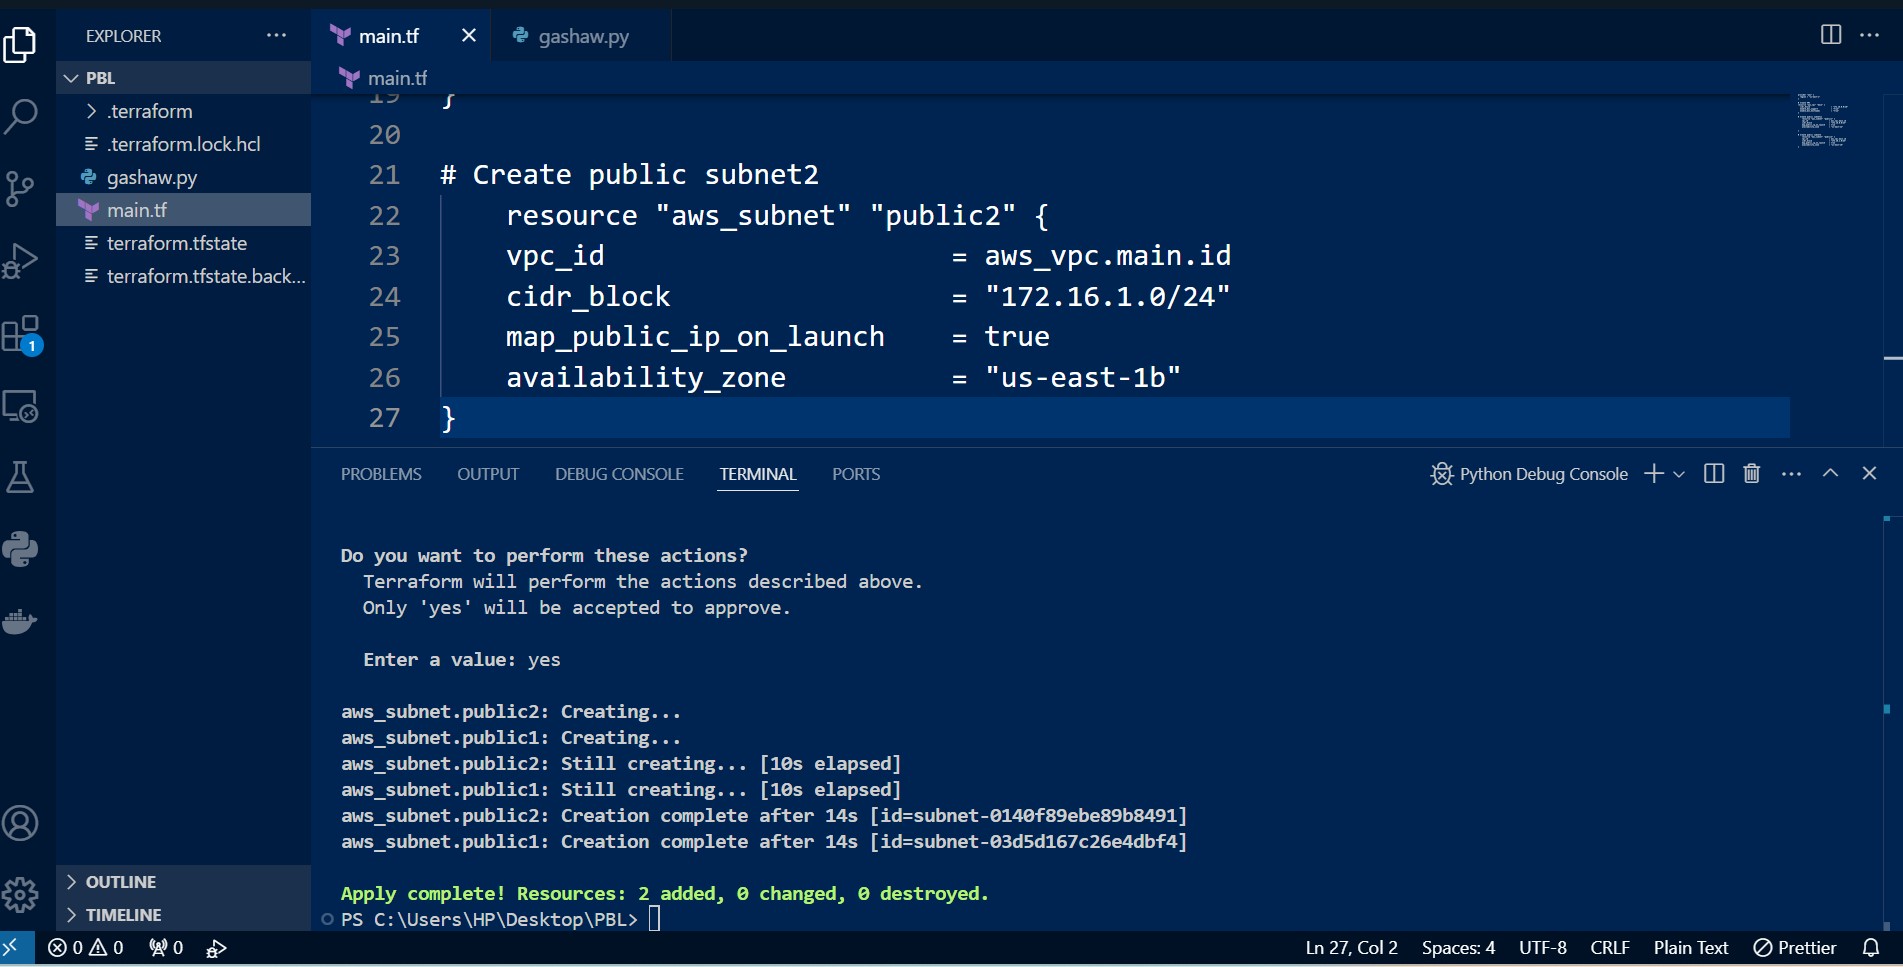 EXPLORER
PBL
.terraform
.terraform.lock.hcl
gashaw.py
main.tf
terraform.tfstate
terraform.tfstate.back...
OUTLINE
TIMELINE
1
main.tf
gashaw.py
main.tf
19 }
20
21 # Create public subnet2
22 resource "aws_subnet" "public2" {
23 vpc_id = aws_vpc.main.id
24 cidr_block = "172.16.1.0/24"
25 map_public_ip_on_launch = true
26 availability_zone = "us-east-1b"
27 }
PROBLEMS OUTPUT DEBUG CONSOLE TERMINAL PORTS
Python Debug Console
Do you want to perform these actions?
Terraform will perform the actions described above.
Only 'yes' will be accepted to approve.
Enter a value: yes
aws_subnet.public2: Creating...
aws_subnet.public1: Creating...
aws_subnet.public2: Still creating... [10s elapsed]
aws_subnet.public1: Still creating... [10s elapsed]
aws_subnet.public2: Creation complete after 14s [id=subnet-0140f89ebe89b8491]
aws_subnet.public1: Creation complete after 14s [id=subnet-03d5d167c26e4dbf4]
Apply complete! Resources: 2 added, 0 changed, 0 destroyed.
PS C:\Users\HP\Desktop\PBL>
0 0 0 Ln 27, Col 2 Spaces: 4 UTF-8 CRLF Plain Text Prettier